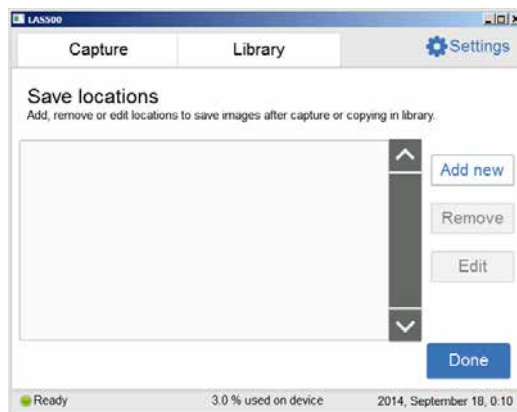 LAS500
Capture
Library
Settings
Save locations
Add, remove or edit locations to save images after capture or copying in library.
Add new
Remove
Edit
Done
Ready
3.0 % used on device
2014, September 18, 0:10